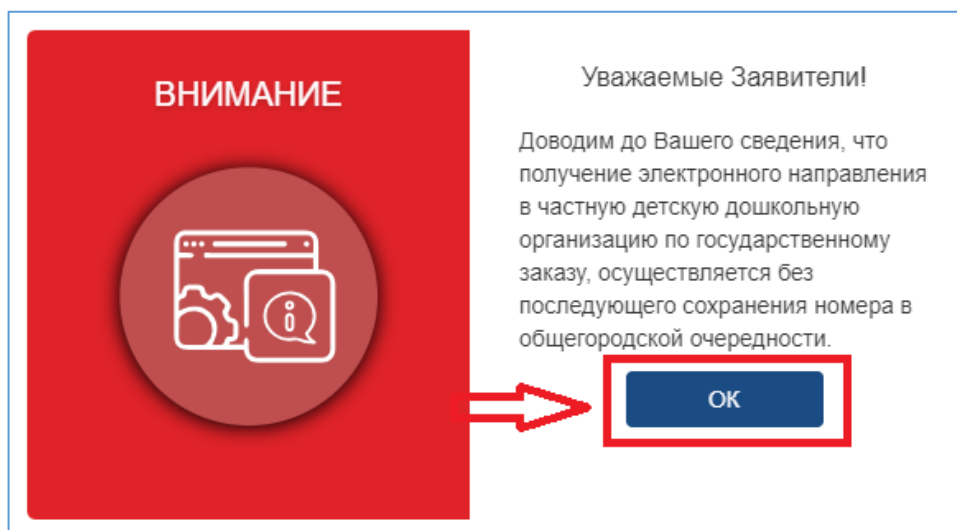 ВНИМАНИЕ
Уважаемые Заявители!
Доводим до Вашего сведения, что
получение электронного направления
в частную детскую дошкольную
организацию по государственному
заказу, осуществляется без
последующего сохранения номера в
общегородской очередности.
ОК